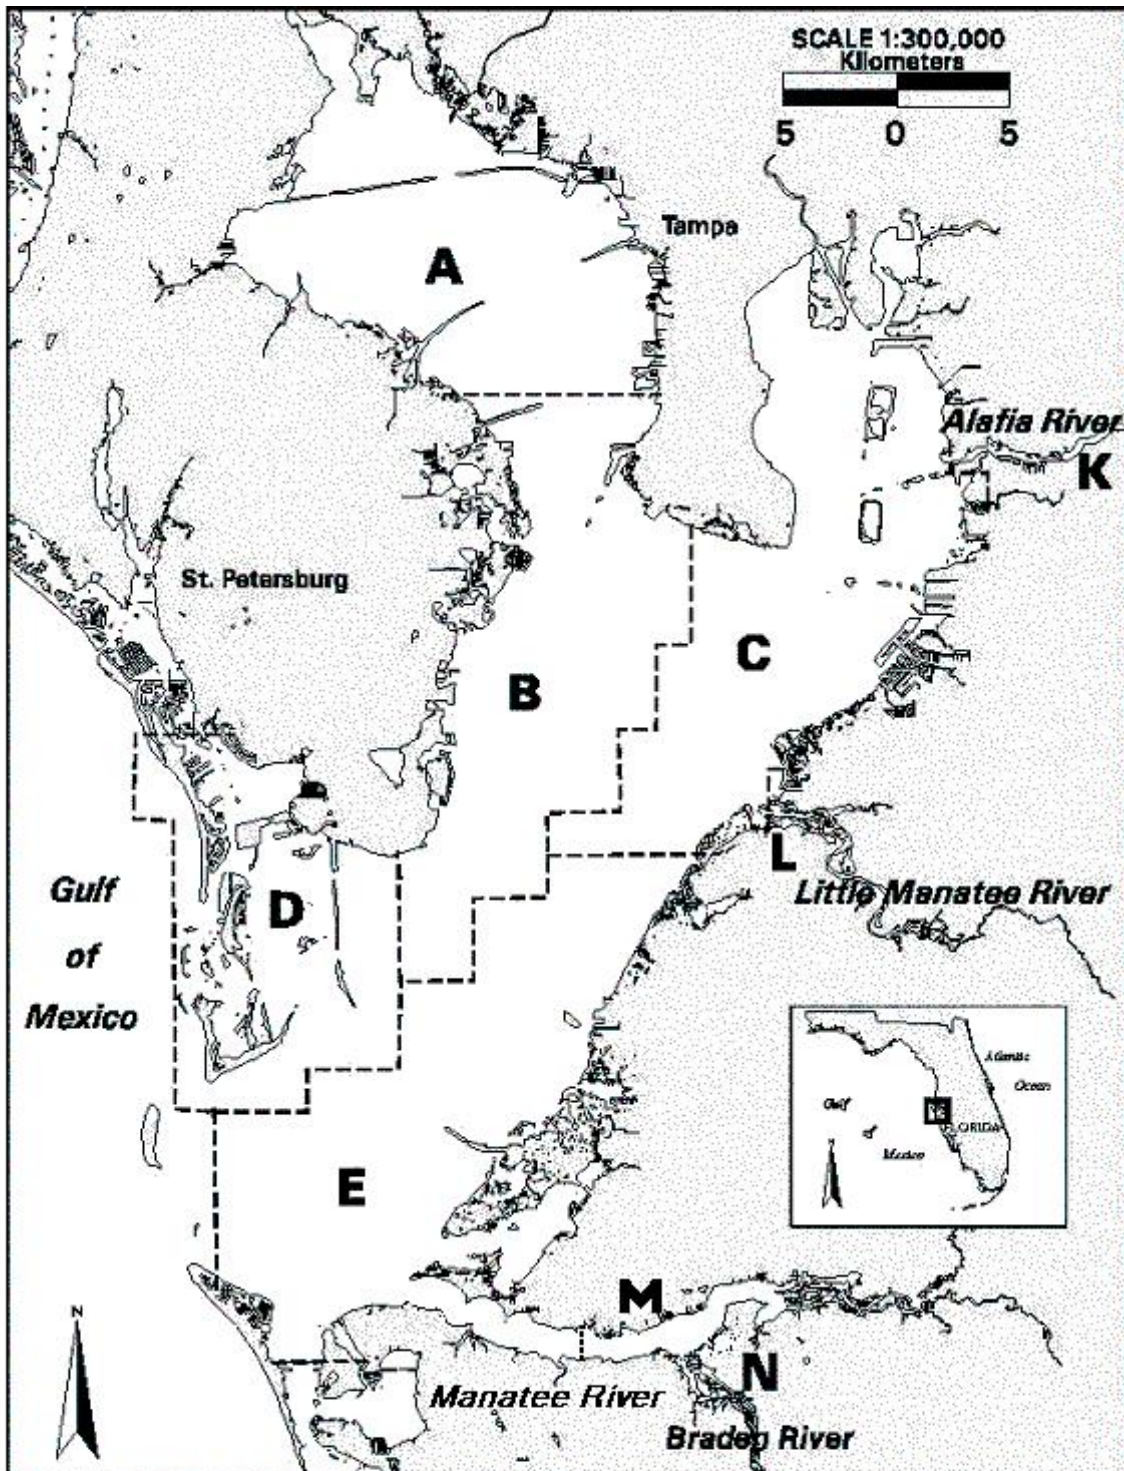 SCALE 1:300,000
Kilometers
5 0 5
Tampa
A
Alafia River
K
St. Petersburg
C
B
L
Little Manatee River
Gulf
of
Mexico
D
Atlantic
Ocean
Gulf
FLORIDA
Mexico
E
M
N
N
Manatee River
Braden River